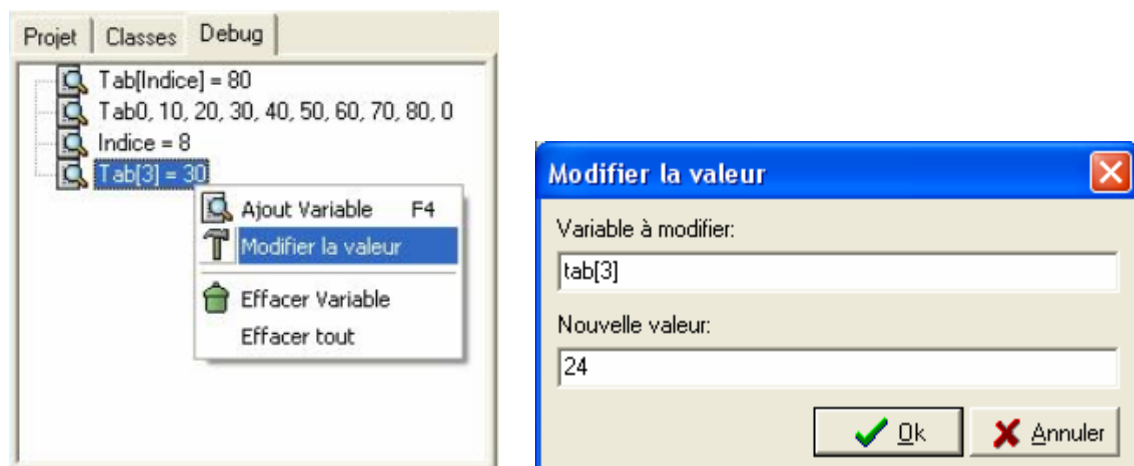 Projet Classes Debug
Tab[Indice] = 80
Tab0, 10, 20, 30, 40, 50, 60, 70, 80, 0
Indice = 8
Tab[3] = 30
Ajout Variable F4
Modifier la valeur
Effacer Variable
Effacer tout
Modifier la valeur
Variable à modifier:
tab[3]
Nouvelle valeur:
24
Ok Annuler